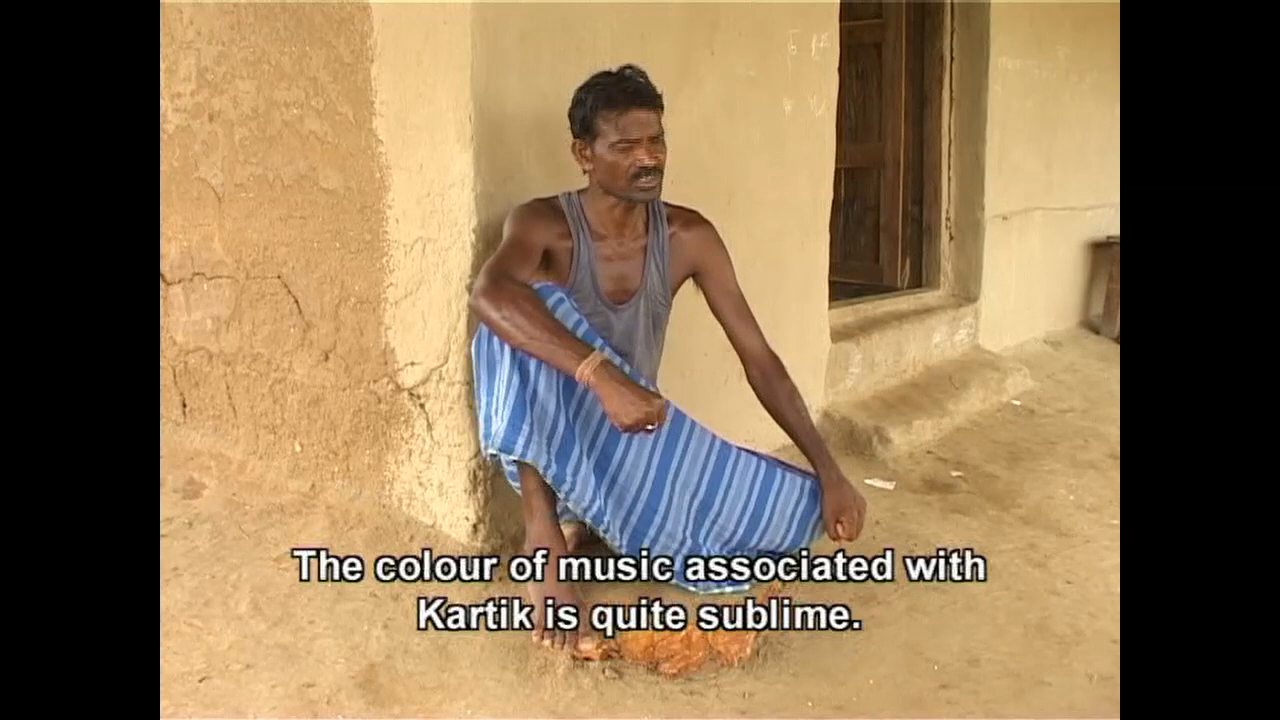 The colour of music associated with
Kartik is quite sublime.